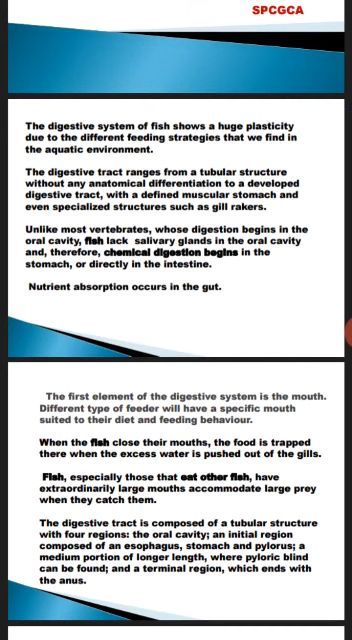 SPCGCA
The digestive system of fish shows a huge plasticity
due to the different feeding strategies that we find in
the aquatic environment.
The digestive tract ranges from a tubular structure
without any anatomical differentiation to a developed
digestive tract, with a defined muscular stomach and
even specialized structures such as gill rakers.
Unlike most vertebrates, whose digestion begins in the
oral cavity, fish lack salivary glands in the oral cavity
and, therefore, chemical digestion begins in the
stomach, or directly in the intestine.
Nutrient absorption occurs in the gut.
The first element of the digestive system is the mouth.
Different type of feeder will have a specific mouth
suited to their diet and feeding behaviour.
When the fish close their mouths, the food is trapped
there when the excess water is pushed out of the gills.
Fish, especially those that eat other fish, have
extraordinarily large mouths accommodate large prey
when they catch them.
The digestive tract is composed of a tubular structure
with four regions: the oral cavity; an initial region
composed of an esophagus, stomach and pylorus; a
medium portion of longer length, where pyloric blind
can be found; and a terminal region, which ends with
the anus.